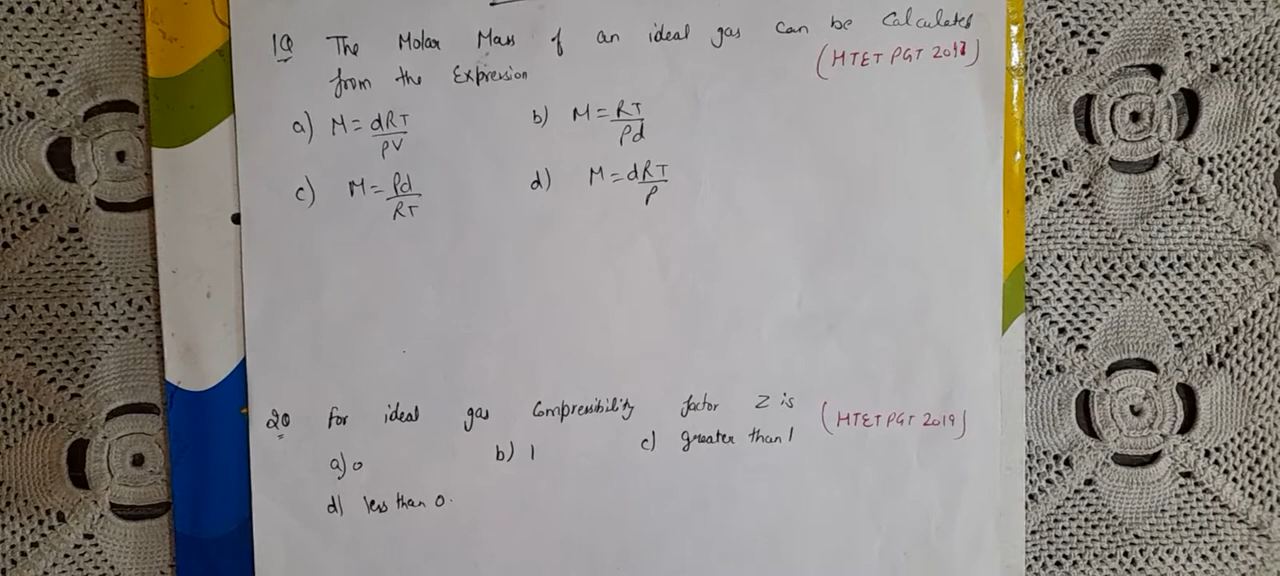 1Q The Molar Mass of an ideal gas can be Calculated
from the Expression (HTET PGT 2017)
a) M = dRT/PV b) M = RT/Pd
c) M = Pd/RT d) M = dRT/P
2Q for ideal gas Compressibility factor Z is (HTET PGT 2019)
a) 0 b) 1 c) greater than 1
d) less than 0.